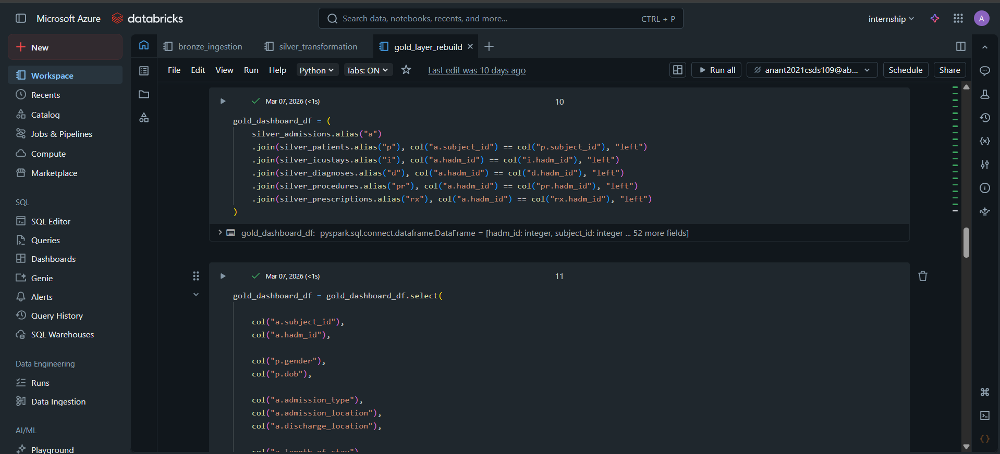 Microsoft Azure databricks
Search data, notebooks, recents, and more... CTRL + P
internship
A
New
Workspace
Recents
Catalog
Jobs & Pipelines
Compute
Marketplace
SQL
SQL Editor
Queries
Dashboards
Genie
Alerts
Query History
SQL Warehouses
Data Engineering
Runs
Data Ingestion
AI/ML
Playground
bronze_ingestion silver_transformation gold_layer_rebuild
File Edit View Run Help Python Tabs: ON Last edit was 10 days ago
Run all anant2021csds109@ab... Schedule Share
Mar 07, 2026 (<1s) 10
gold_dashboard_df = (
silver_admissions.alias("a")
.join(silver_patients.alias("p"), col("a.subject_id") == col("p.subject_id"), "left")
.join(silver_icustays.alias("i"), col("a.hadm_id") == col("i.hadm_id"), "left")
.join(silver_diagnoses.alias("d"), col("a.hadm_id") == col("d.hadm_id"), "left")
.join(silver_procedures.alias("pr"), col("a.hadm_id") == col("pr.hadm_id"), "left")
.join(silver_prescriptions.alias("rx"), col("a.hadm_id") == col("rx.hadm_id"), "left")
)
gold_dashboard_df: pyspark.sql.connect.dataframe.DataFrame = [hadm_id: integer, subject_id: integer ... 52 more fields]
Mar 07, 2026 (<1s) 11
gold_dashboard_df = gold_dashboard_df.select(
col("a.subject_id"),
col("a.hadm_id"),
col("p.gender"),
col("p.dob"),
col("a.admission_type"),
col("a.admission_location"),
col("a.discharge_location"),
col("a.length_of_stay")